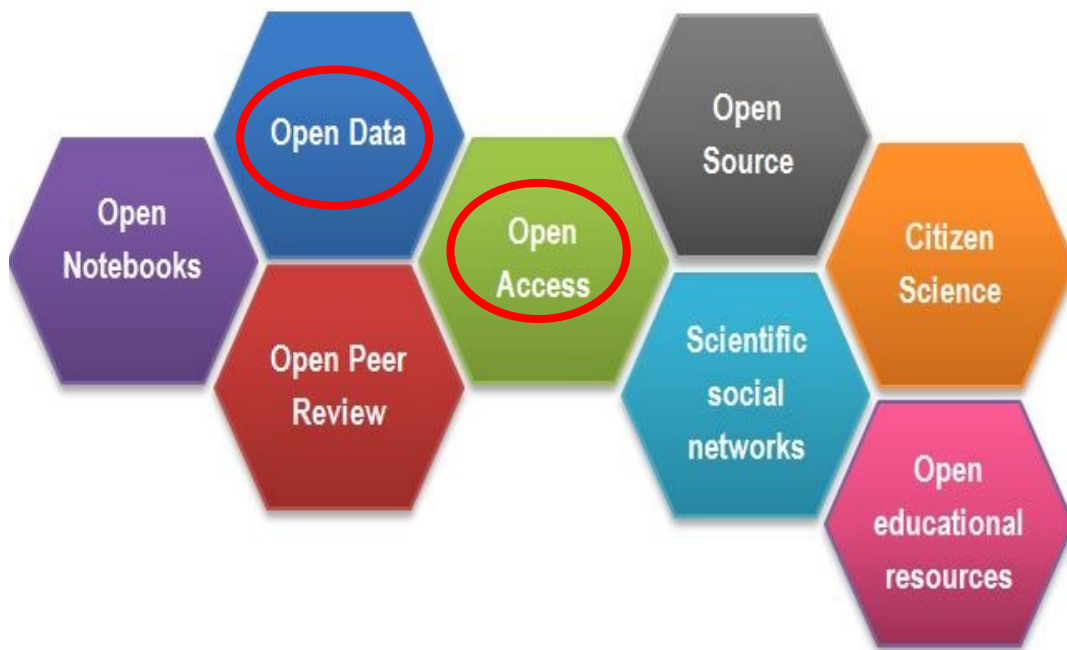 Open
Notebooks
Open Data
Open Peer
Review
Open
Access
Open
Source
Scientific
social
networks
Citizen
Science
Open
educational
resources